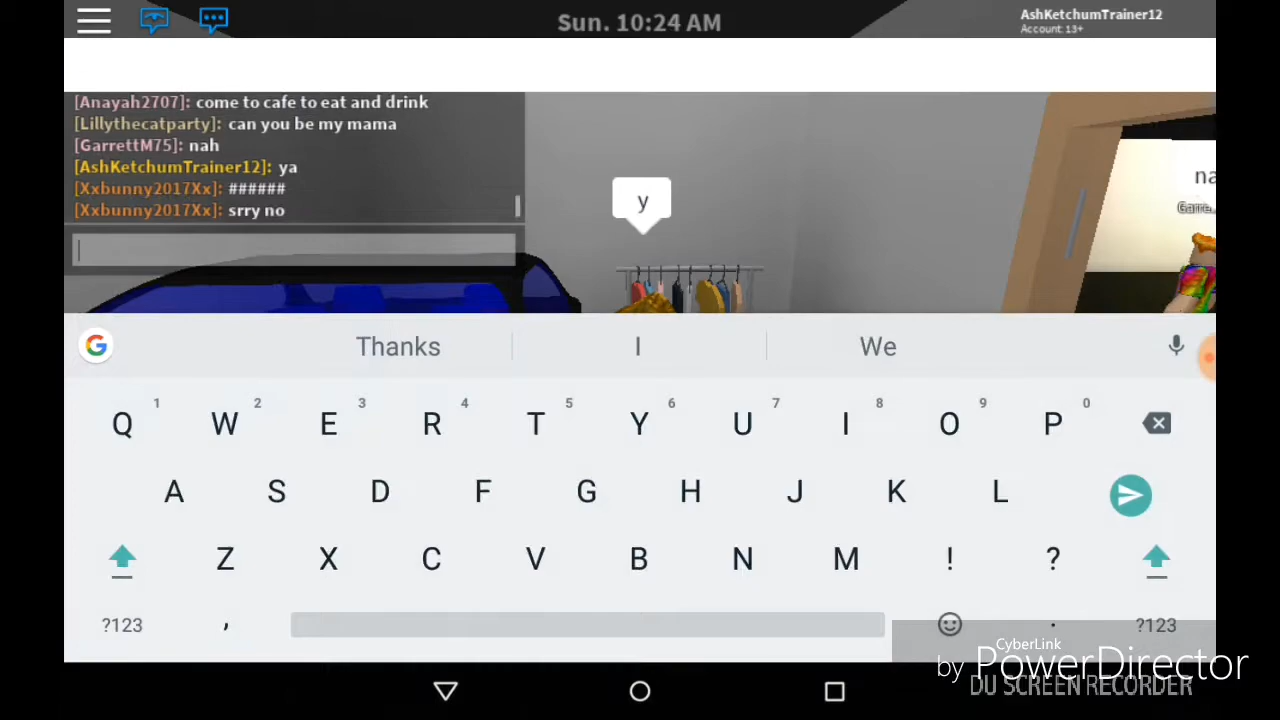 Sun. 10:24 AM
AshKetchumTrainer12
Account: 13+
[Anayah2707]: come to cafe to eat and drink
[Lillythecatparty]: can you be my mama
[GarrettM75]: nah
[AshKetchumTrainer12]: ya
[Xxbunny2017Xx]: ######
[Xxbunny2017Xx]: srry no
y
na
Garre..
G
Thanks I We
Q 1 W 2 E 3 R 4 T 5 Y 6 U 7 I 8 O 9 P 0
A S D F G H J K L
Z X C V B N M ! ?
?123 , . ?123
CyberLink
by PowerDirector
DU SCREEN RECORDER